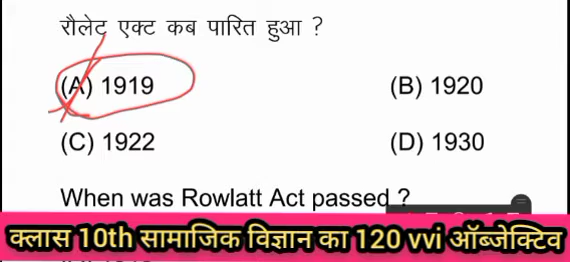 रौलेट एक्ट कब पारित हुआ ?
(A) 1919 (B) 1920
(C) 1922 (D) 1930
When was Rowlatt Act passed ?
क्लास 10th सामाजिक विज्ञान का 120 vvi ऑब्जेक्टिव